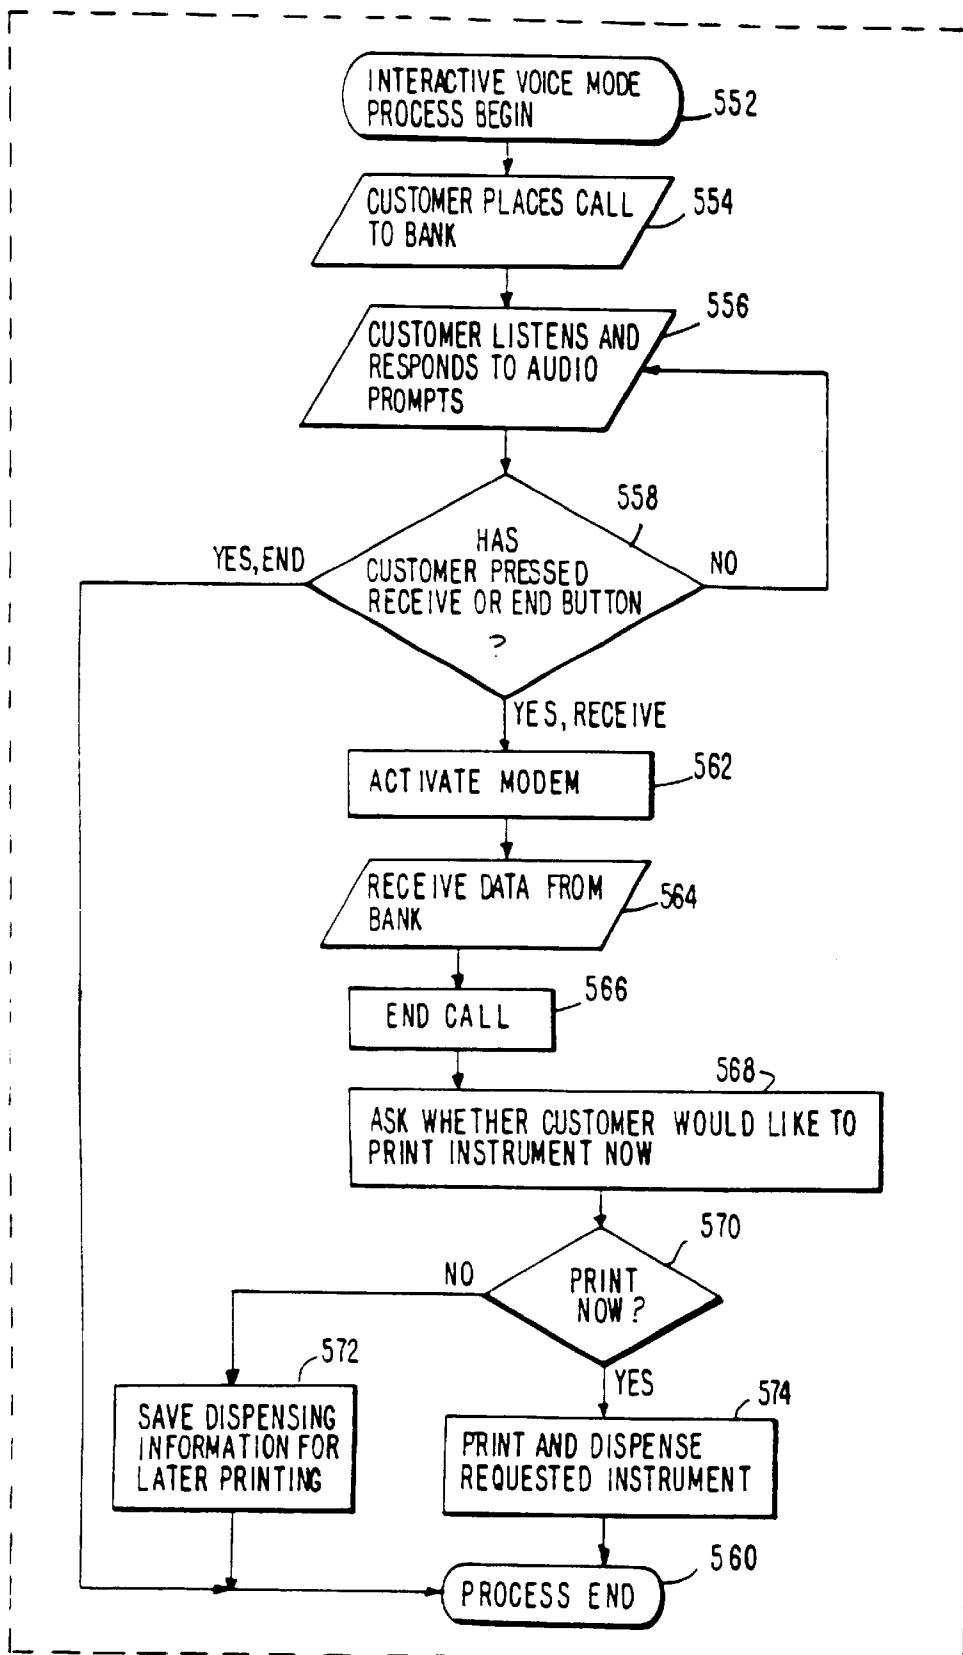 INTERACTIVE VOICE MODE
PROCESS BEGIN
552
CUSTOMER PLACES CALL
TO BANK
554
556
CUSTOMER LISTENS AND
RESPONDS TO AUDIO
PROMPTS
558
YES, END
HAS
CUSTOMER PRESSED
RECEIVE OR END BUTTON
?
NO
YES, RECEIVE
ACTIVATE MODEM
562
RECEIVE DATA FROM
BANK
564
END CALL
566
568
ASK WHETHER CUSTOMER WOULD LIKE TO
PRINT INSTRUMENT NOW
570
NO
PRINT
NOW?
572
YES
574
SAVE DISPENSING
INFORMATION FOR
LATER PRINTING
PRINT AND DISPENSE
REQUESTED INSTRUMENT
560
PROCESS END